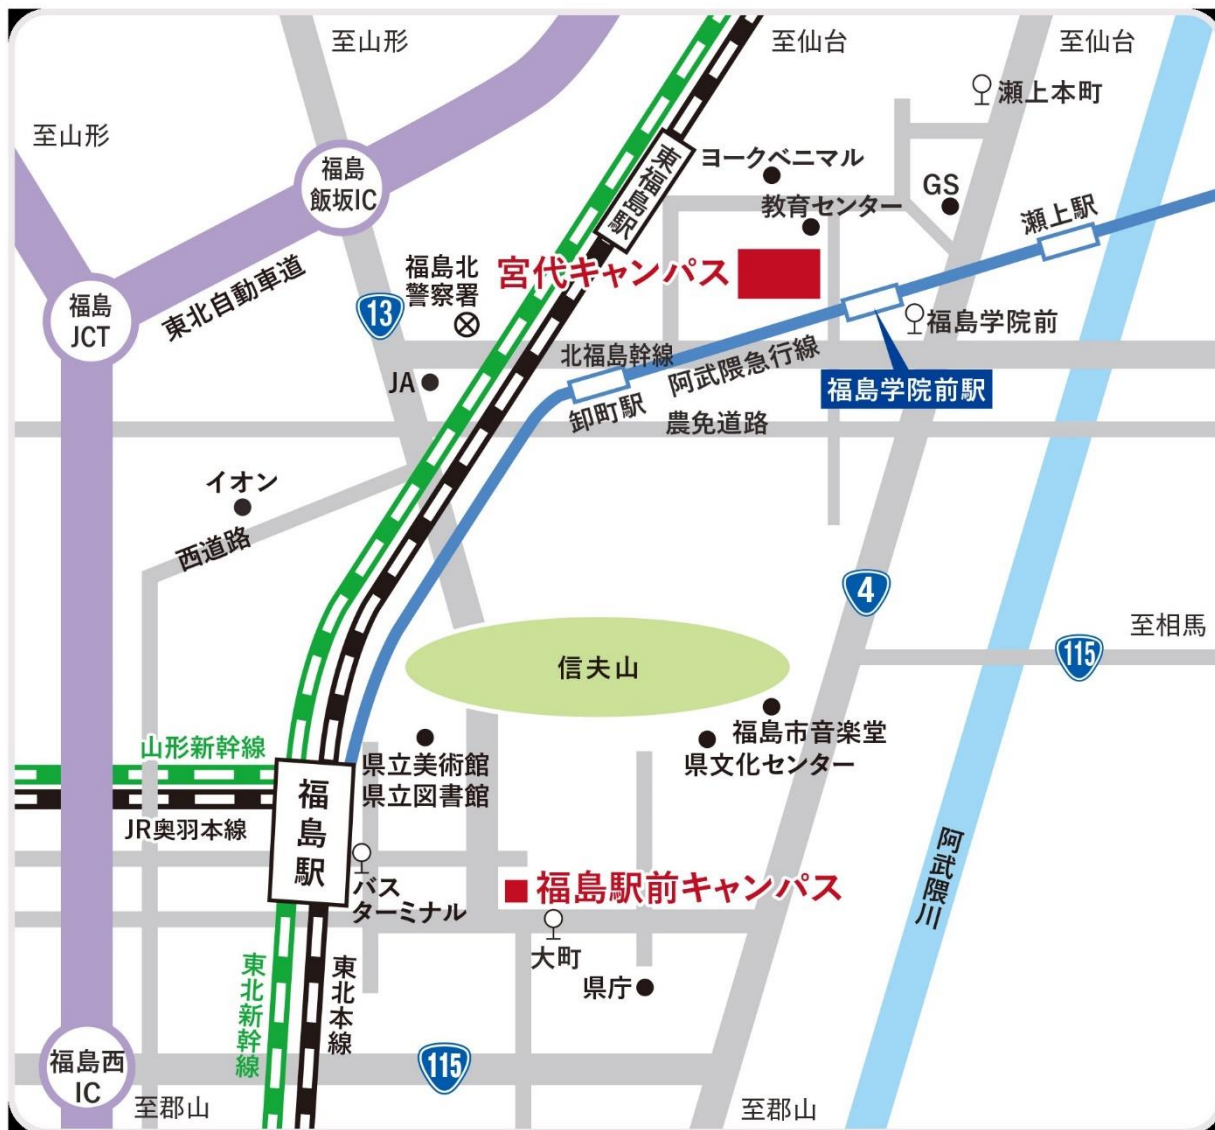 至山形
至仙台
至仙台
瀬上本町
至山形
福島
飯坂IC
東福島駅
ヨークベニマル
GS
教育センター
瀬上駅
福島北
警察署
宮代キャンパス
福島
JCT
東北自動車道
13
福島学院前
北福島幹線
阿武隈急行線
JA
卸町駅
福島学院前駅
農免道路
イオン
西道路
4
至相馬
115
信夫山
福島市音楽堂
県文化センター
山形新幹線
県立美術館
県立図書館
福島駅
JR奥羽本線
阿武隈川
バス
ターミナル
福島駅前キャンパス
大町
東北新幹線
東北本線
県庁
福島西
IC
115
至郡山
至郡山